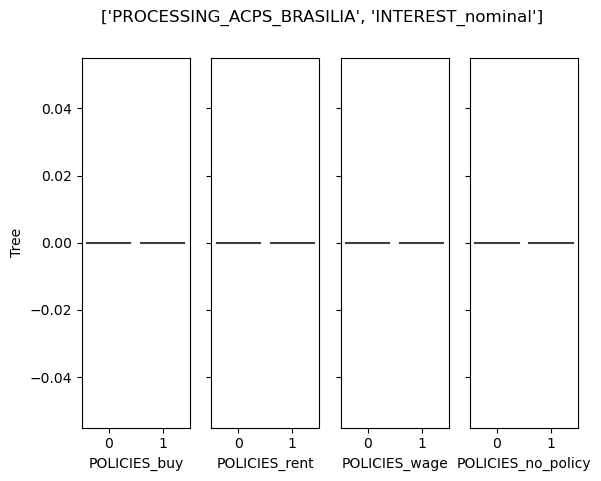 ['PROCESSING_ACPS_BRASILIA', 'INTEREST_nominal']
0.04
0.02
0.00
−0.02
−0.04
Tree
0 1 0 1 0 1 0 1
POLICIES_buy POLICIES_rent POLICIES_wage POLICIES_no_policy